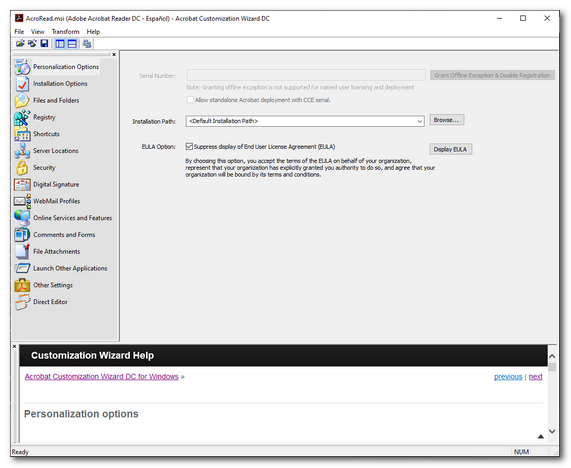 AcroRead.msi (Adobe Acrobat Reader DC - Español) - Acrobat Customization Wizard DC
File View Transform Help
Personalization Options
Installation Options
Files and Folders
Registry
Shortcuts
Server Locations
Security
Digital Signature
WebMail Profiles
Online Services and Features
Comments and Forms
File Attachments
Launch Other Applications
Other Settings
Direct Editor
Serial Number: Grant Offline Exception & Disable Registration
Note: Granting offline exception is not supported for named user licensing and deployment
Allow standalone Acrobat deployment with CCE serial.
Installation Path: <Default Installation Path> Browse...
EULA Option: Suppress display of End User License Agreement (EULA) Display EULA
By choosing this option, you accept the terms of the EULA on behalf of your organization,
represent that your organization has explicitly granted you authority to do so, and agree that your
organization will be bound by its terms and conditions.
Customization Wizard Help
Acrobat Customization Wizard DC for Windows » previous | next
Personalization options
Ready NUM